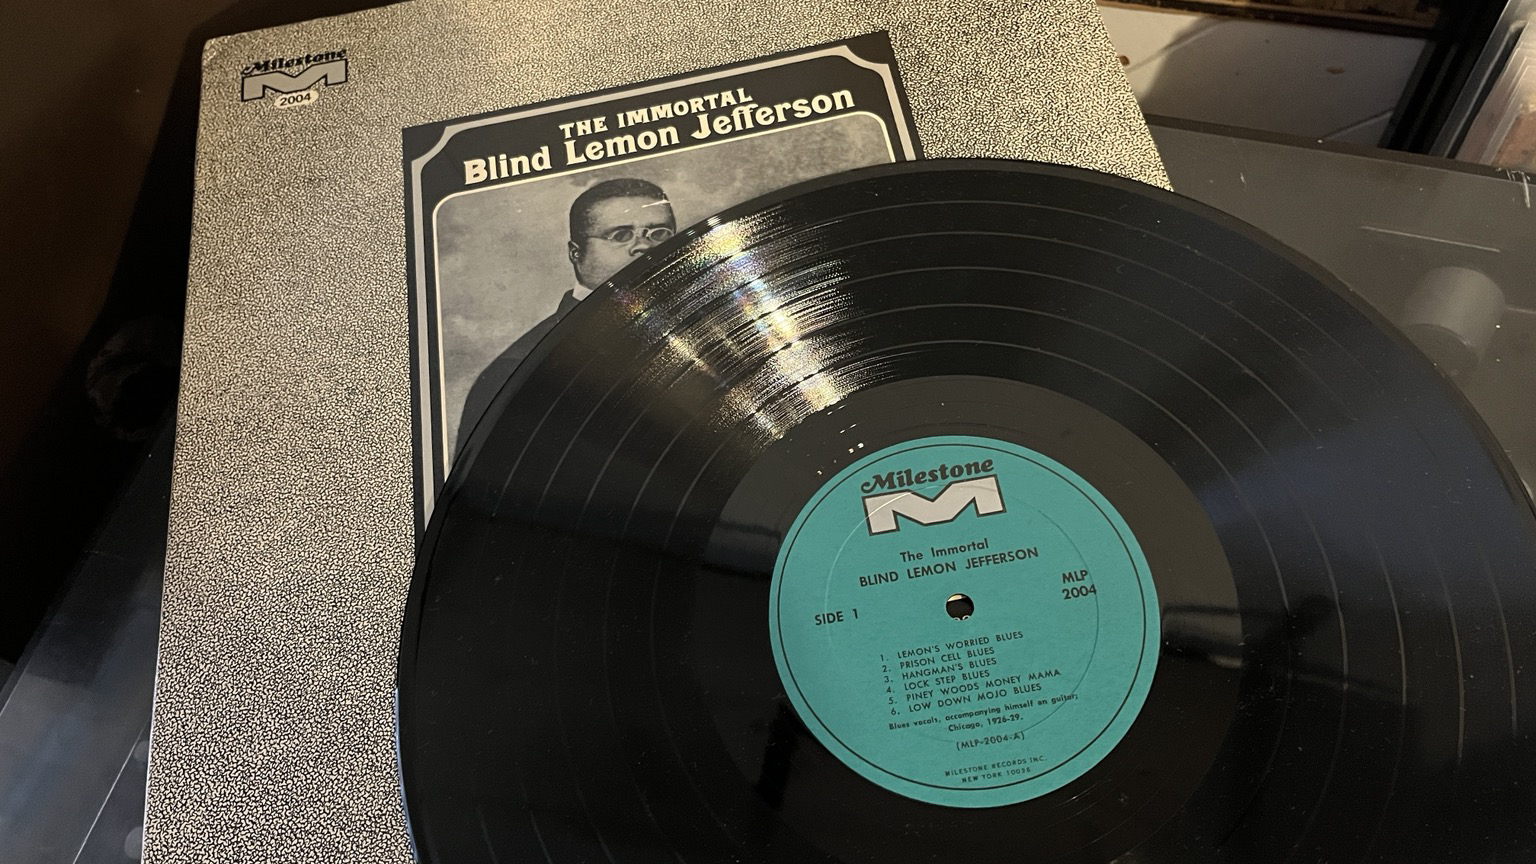 Milestone
2004
THE IMMORTAL
Blind Lemon Jefferson
Milestone
The Immortal
BLIND LEMON JEFFERSON
SIDE 1
MLP
2004
1. LEMON'S WORRIED BLUES
2. PRISON CELL BLUES
3. HANGMAN'S BLUES
4. LOCK STEP BLUES
5. PINEY WOODS MONEY MAMA
6. LOW DOWN MOJO BLUES
Blues vocals, accompanying himself on guitar;
Chicago, 1926-29.
(MLP-2004-A)
MILESTONE RECORDS INC.
NEW YORK 10036